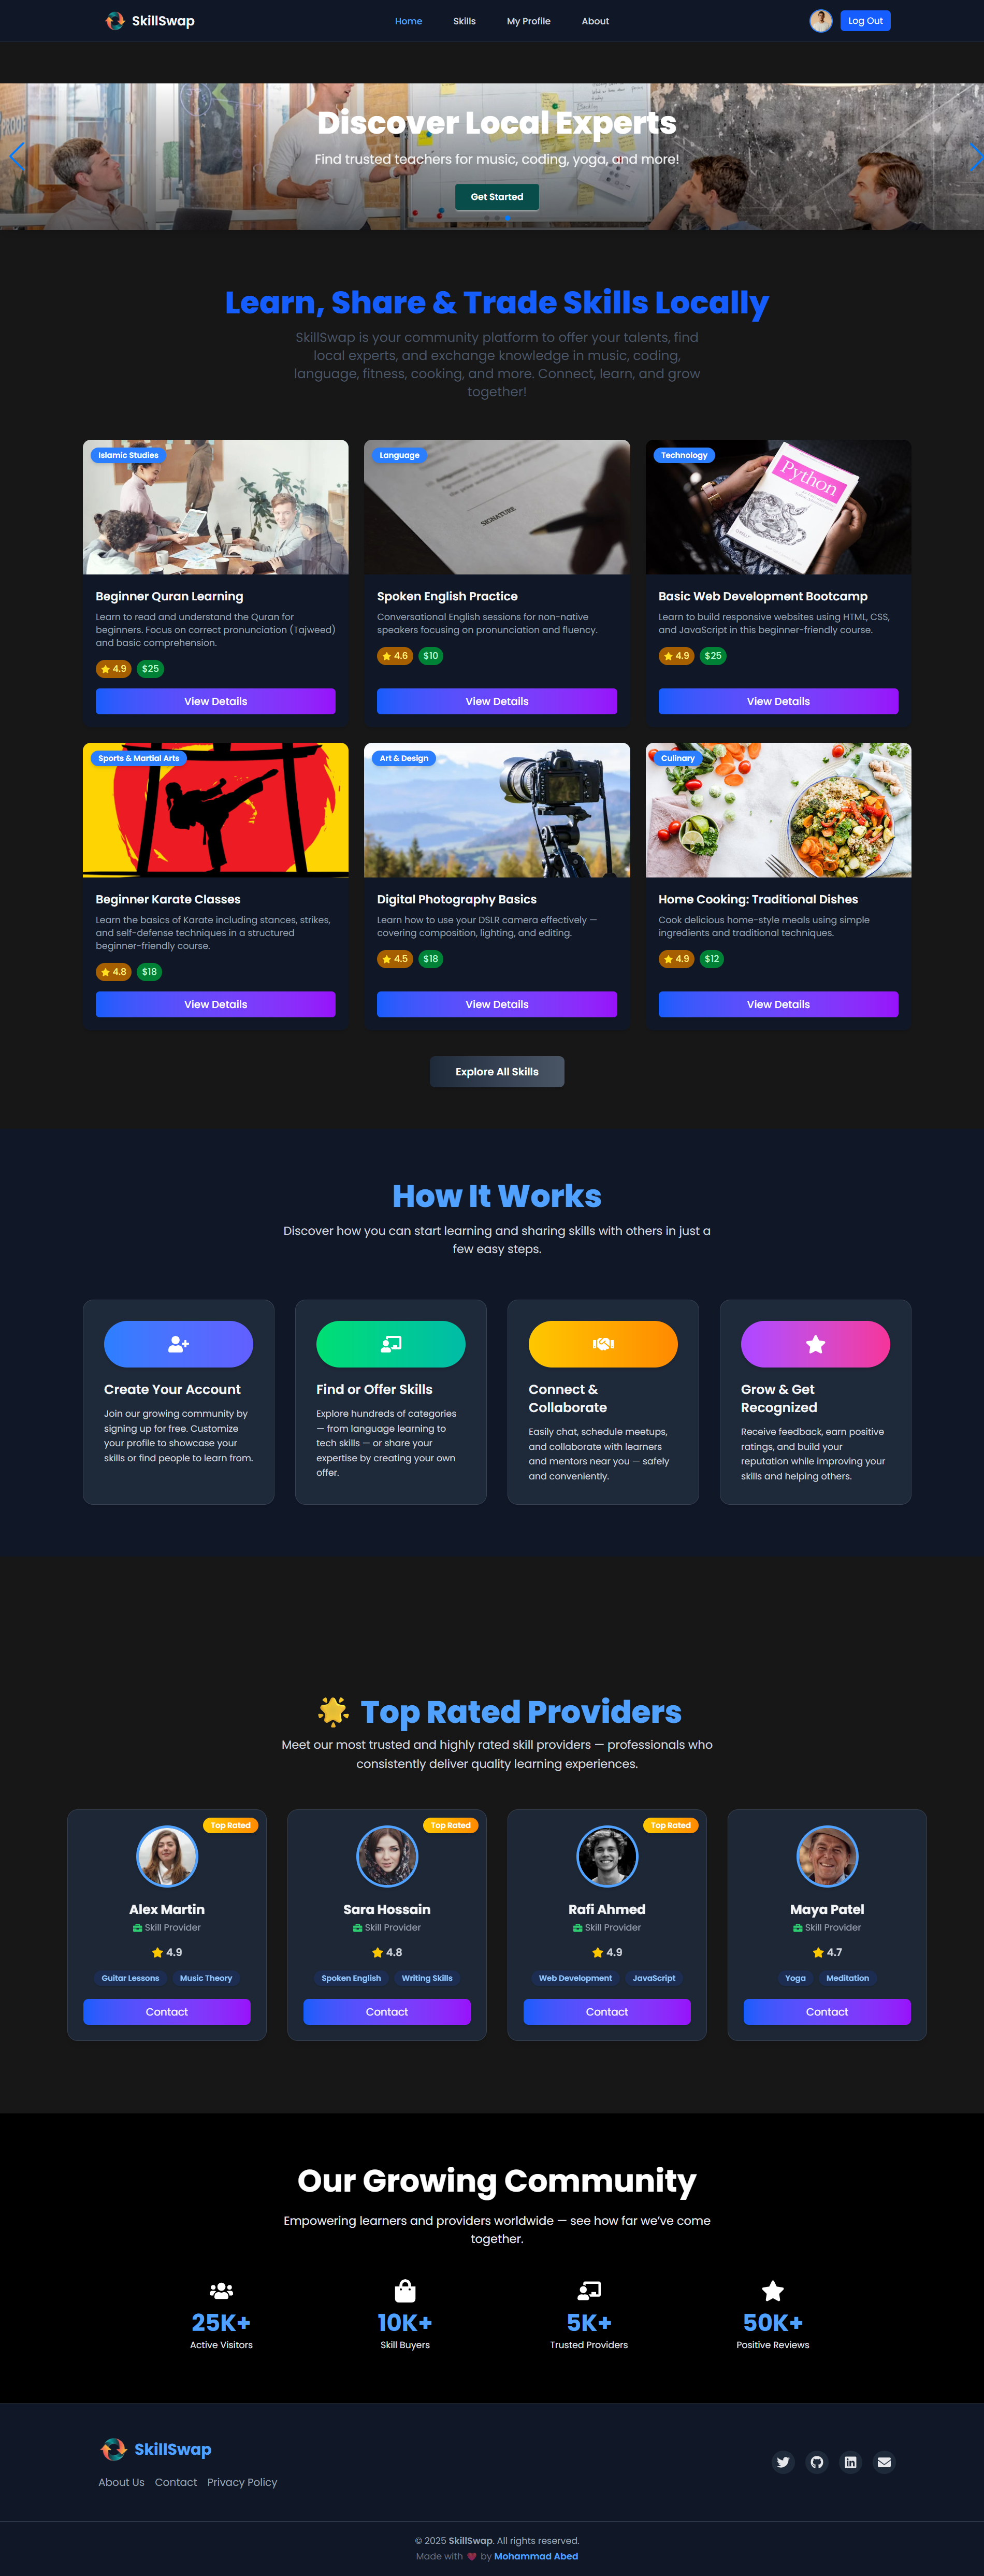 SkillSwap
Home
Skills
My Profile
About
Log Out
Discover Local Experts
Find trusted teachers for music, coding, yoga, and more!
Get Started
Learn, Share & Trade Skills Locally
SkillSwap is your community platform to offer your talents, find
local experts, and exchange knowledge in music, coding,
language, fitness, cooking, and more. Connect, learn, and grow
together!
Islamic Studies
Beginner Quran Learning
Learn to read and understand the Quran for
beginners. Focus on correct pronunciation (Tajweed)
and basic comprehension.
4.9
$25
View Details
Language
SIGNATURE
Spoken English Practice
Conversational English sessions for non-native
speakers focusing on pronunciation and fluency.
4.6
$10
View Details
Technology
Python
Basic Web Development Bootcamp
Learn to build responsive websites using HTML, CSS,
and JavaScript in this beginner-friendly course.
4.9
$25
View Details
Sports & Martial Arts
Beginner Karate Classes
Learn the basics of Karate including stances, strikes,
and self-defense techniques in a structured
beginner-friendly course.
4.8
$18
View Details
Art & Design
Digital Photography Basics
Learn how to use your DSLR camera effectively —
covering composition, lighting, and editing.
4.5
$18
View Details
Culinary
Home Cooking: Traditional Dishes
Cook delicious home-style meals using simple
ingredients and traditional techniques.
4.9
$12
View Details
Explore All Skills
How It Works
Discover how you can start learning and sharing skills with others in just a
few easy steps.
Create Your Account
Join our growing community by
signing up for free. Customize
your profile to showcase your
skills or find people to learn from.
Find or Offer Skills
Explore hundreds of categories
— from language learning to
tech skills — or share your
expertise by creating your own
offer.
Connect &
Collaborate
Easily chat, schedule meetups,
and collaborate with learners
and mentors near you — safely
and conveniently.
Grow & Get
Recognized
Receive feedback, earn positive
ratings, and build your
reputation while improving your
skills and helping others.
🌟 Top Rated Providers
Meet our most trusted and highly rated skill providers — professionals who
consistently deliver quality learning experiences.
Top Rated
Alex Martin
Skill Provider
4.9
Guitar Lessons
Music Theory
Contact
Top Rated
Sara Hossain
Skill Provider
4.8
Spoken English
Writing Skills
Contact
Top Rated
Rafi Ahmed
Skill Provider
4.9
Web Development
JavaScript
Contact
Maya Patel
Skill Provider
4.7
Yoga
Meditation
Contact
Our Growing Community
Empowering learners and providers worldwide — see how far we've come
together.
25K+
Active Visitors
10K+
Skill Buyers
5K+
Trusted Providers
50K+
Positive Reviews
SkillSwap
About Us
Contact
Privacy Policy
© 2025 SkillSwap. All rights reserved.
Made with ❤️ by Mohammad Abed